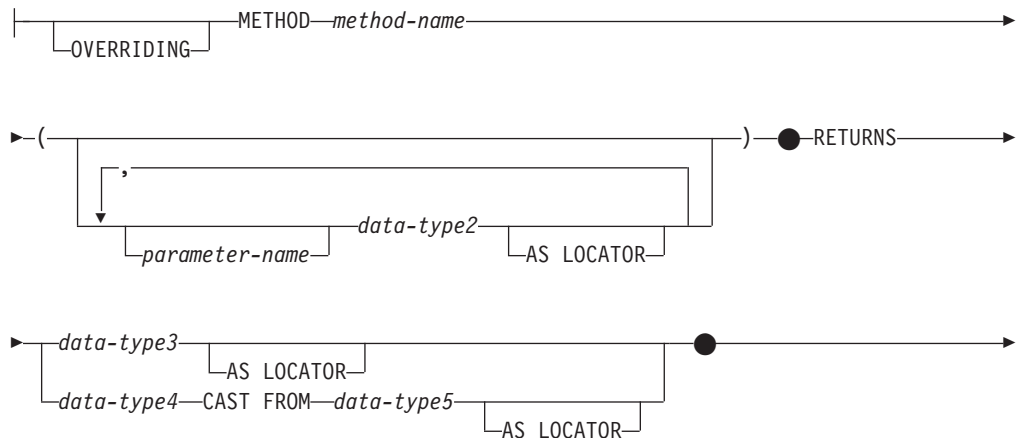 METHOD method-name
OVERRIDING
( ) RETURNS
,
data-type2
parameter-name AS LOCATOR
data-type3
AS LOCATOR
data-type4 CAST FROM data-type5
AS LOCATOR